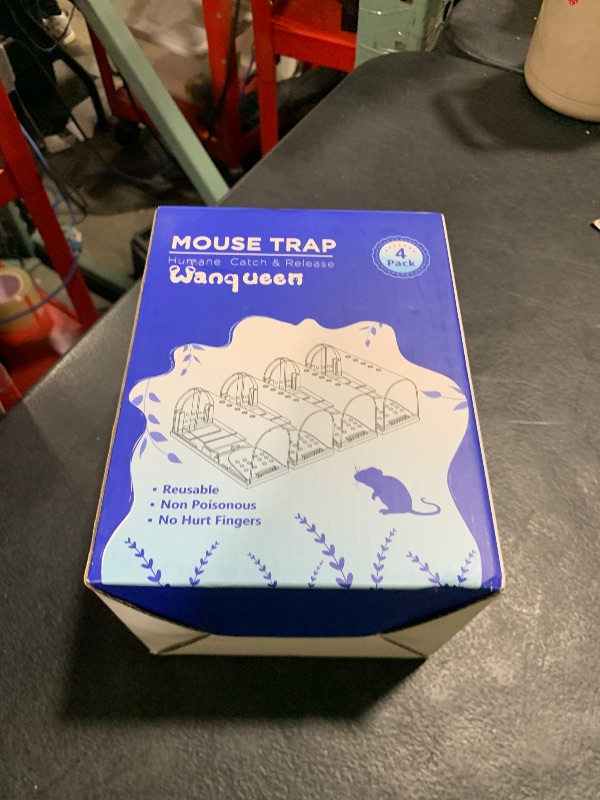 MOUSE TRAP
Humane Catch & Release
Wanqueen
4
Pack
• Reusable
• Non Poisonous
• No Hurt Fingers